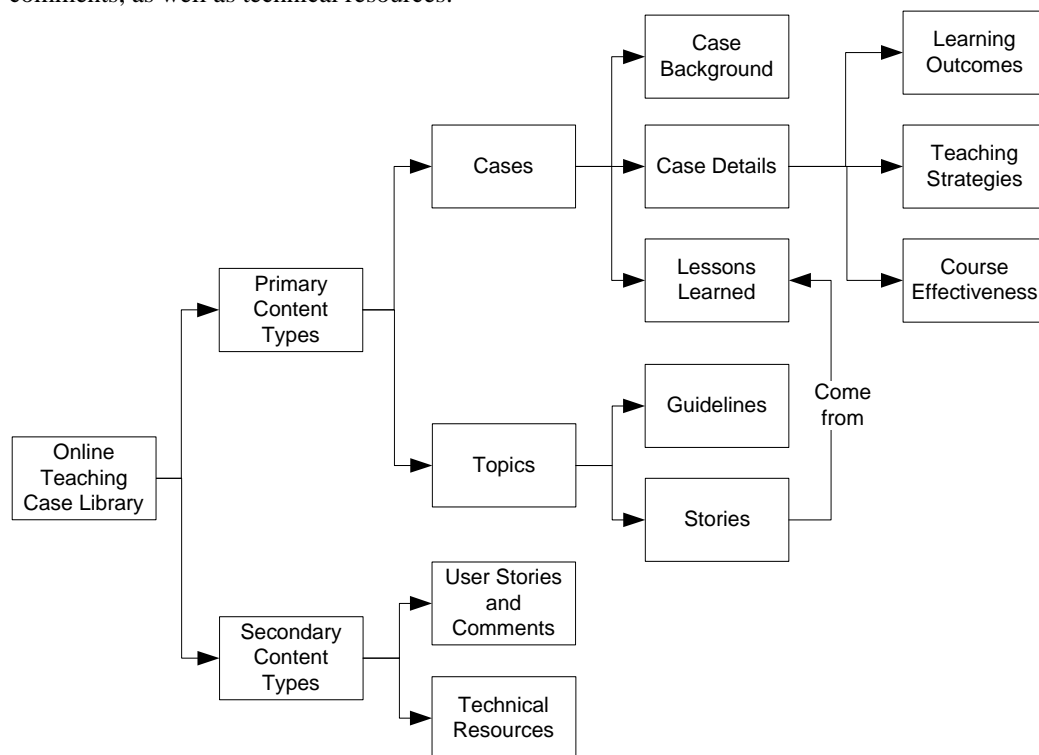 comments, as well as technical resources.
Case
Background
Learning
Outcomes
Cases
Case Details
Teaching
Strategies
Primary
Content
Types
Lessons
Learned
Course
Effectiveness
Guidelines
Come
from
Online
Teaching
Case Library
Topics
Stories
User Stories
and
Comments
Secondary
Content
Types
Technical
Resources